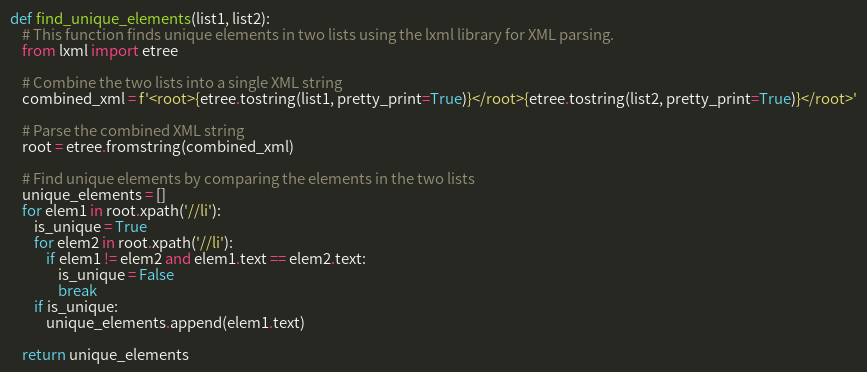 def find_unique_elements(list1, list2):
    # This function finds unique elements in two lists using the lxml library for XML parsing.
    from lxml import etree

    # Combine the two lists into a single XML string
    combined_xml = f'<root>{etree.tostring(list1, pretty_print=True)}</root>{etree.tostring(list2, pretty_print=True)}</root>'

    # Parse the combined XML string
    root = etree.fromstring(combined_xml)

    # Find unique elements by comparing the elements in the two lists
    unique_elements = []
    for elem1 in root.xpath('//li'):
        is_unique = True
        for elem2 in root.xpath('//li'):
            if elem1 != elem2 and elem1.text == elem2.text:
                is_unique = False
                break
        if is_unique:
            unique_elements.append(elem1.text)

    return unique_elements